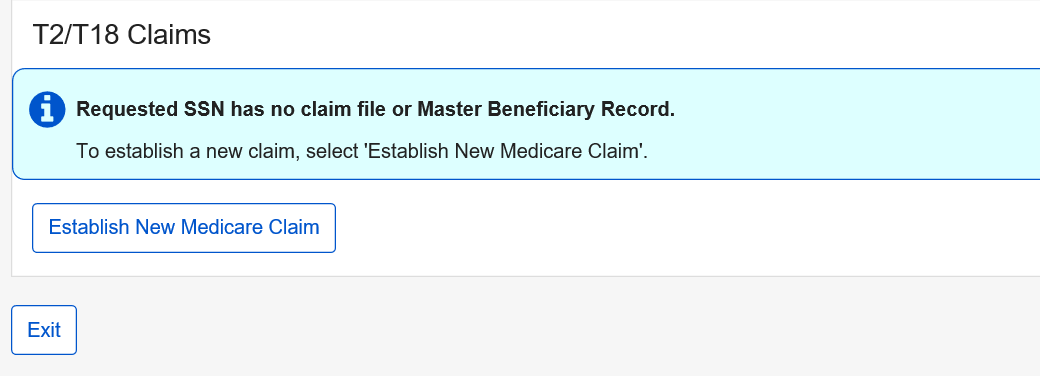 T2/T18 Claims
Requested SSN has no claim file or Master Beneficiary Record.
To establish a new claim, select 'Establish New Medicare Claim'.
Establish New Medicare Claim
Exit